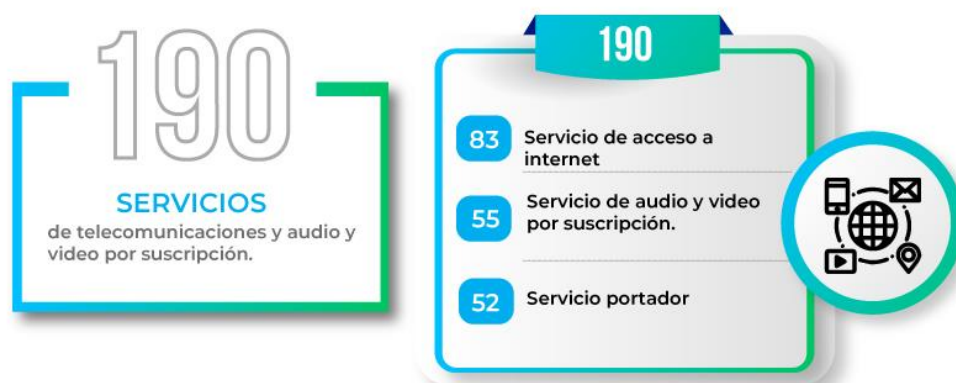 190
SERVICIOS
de telecomunicaciones y audio y
video por suscripción.
190
83
Servicio de acceso a
internet
55
Servicio de audio y video
por suscripción.
52
Servicio portador